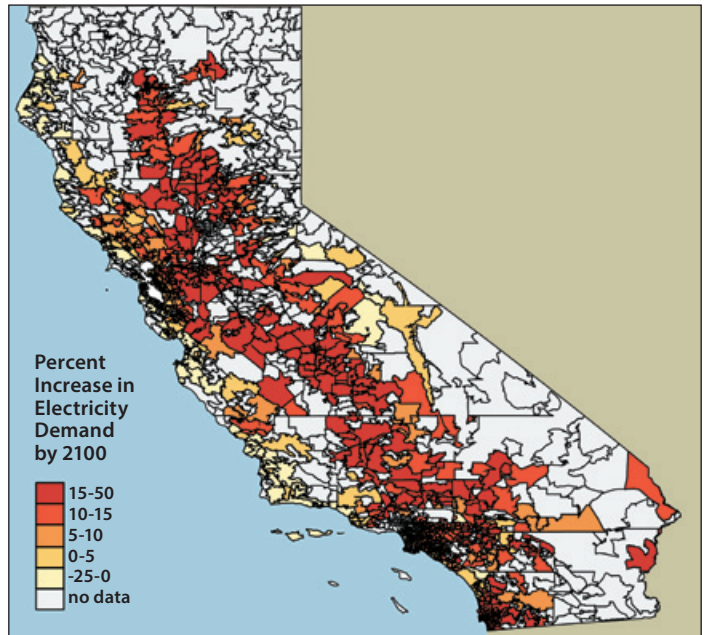 Percent
Increase in
Electricity
Demand
by 2100
15-50
10-15
5-10
0-5
-25-0
no data